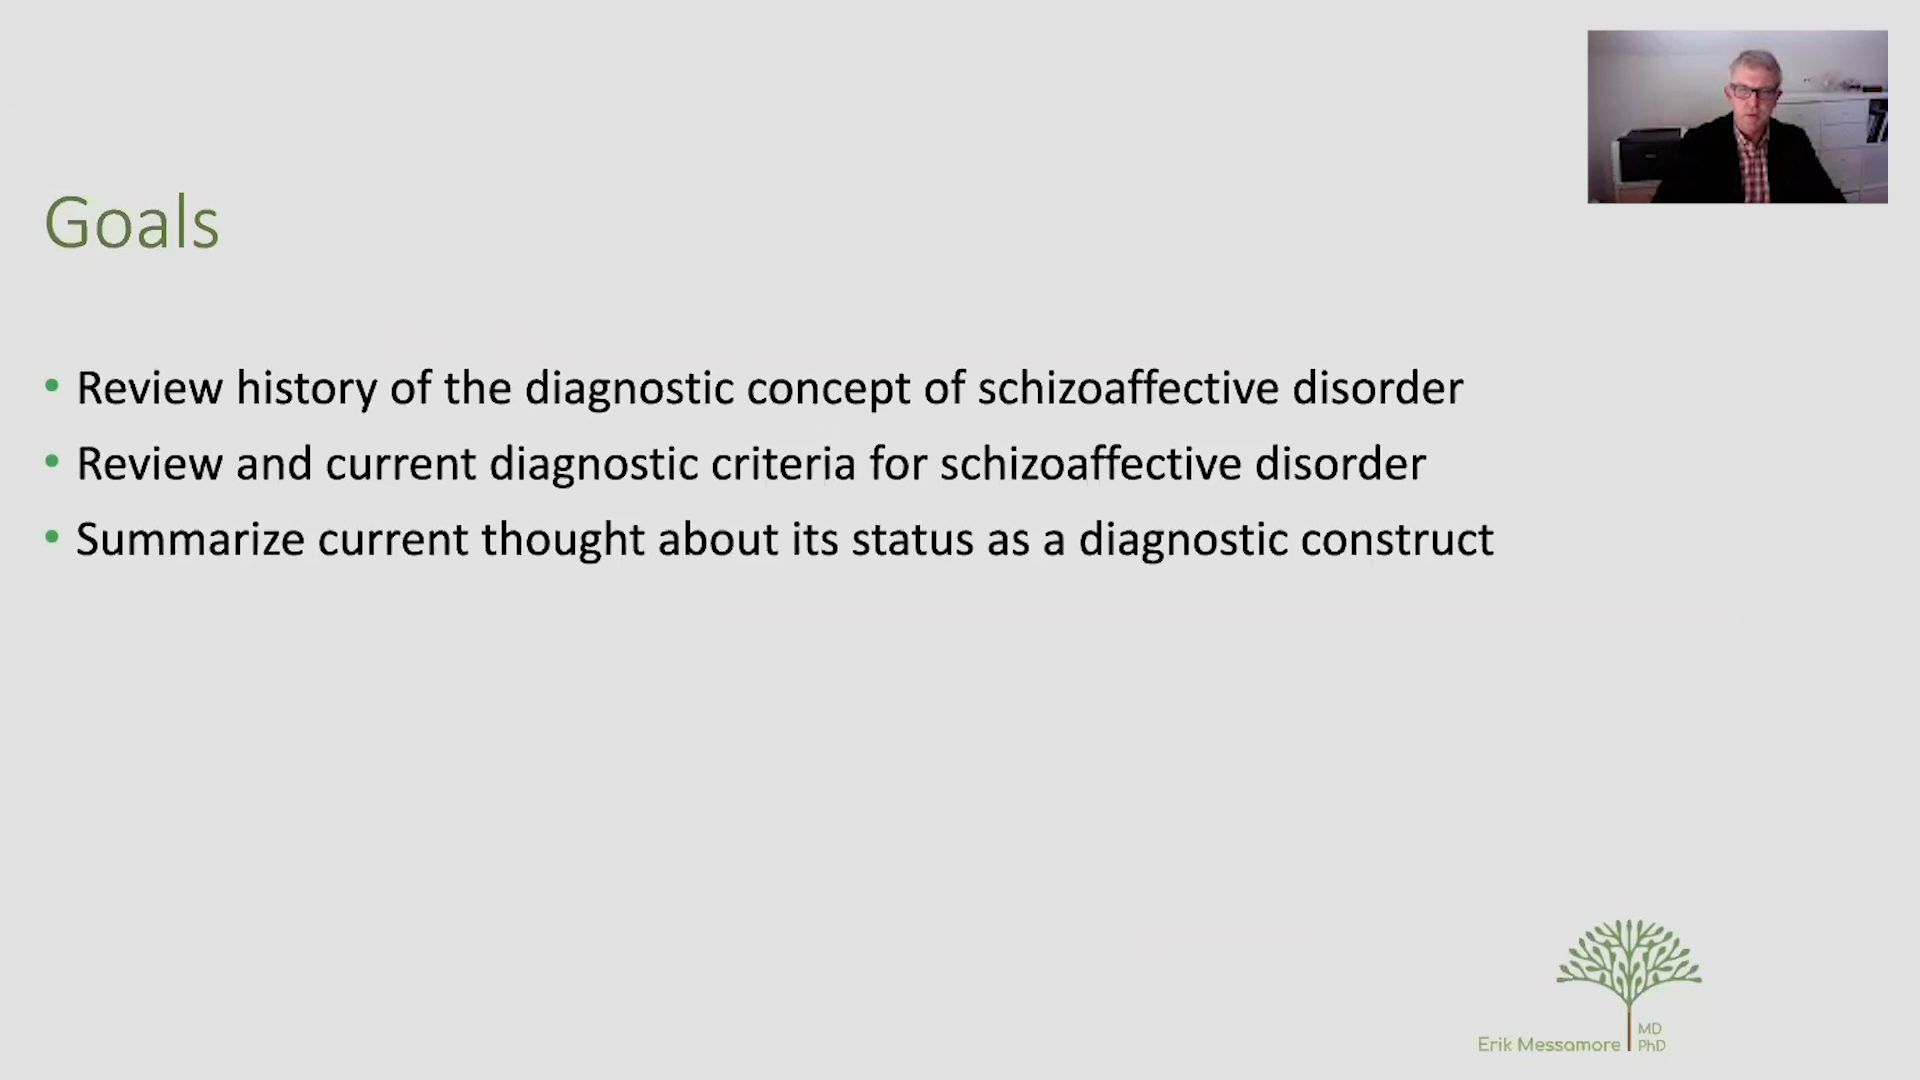 Goals
• Review history of the diagnostic concept of schizoaffective disorder
• Review and current diagnostic criteria for schizoaffective disorder
• Summarize current thought about its status as a diagnostic construct
Erik Messamore
MD
PhD